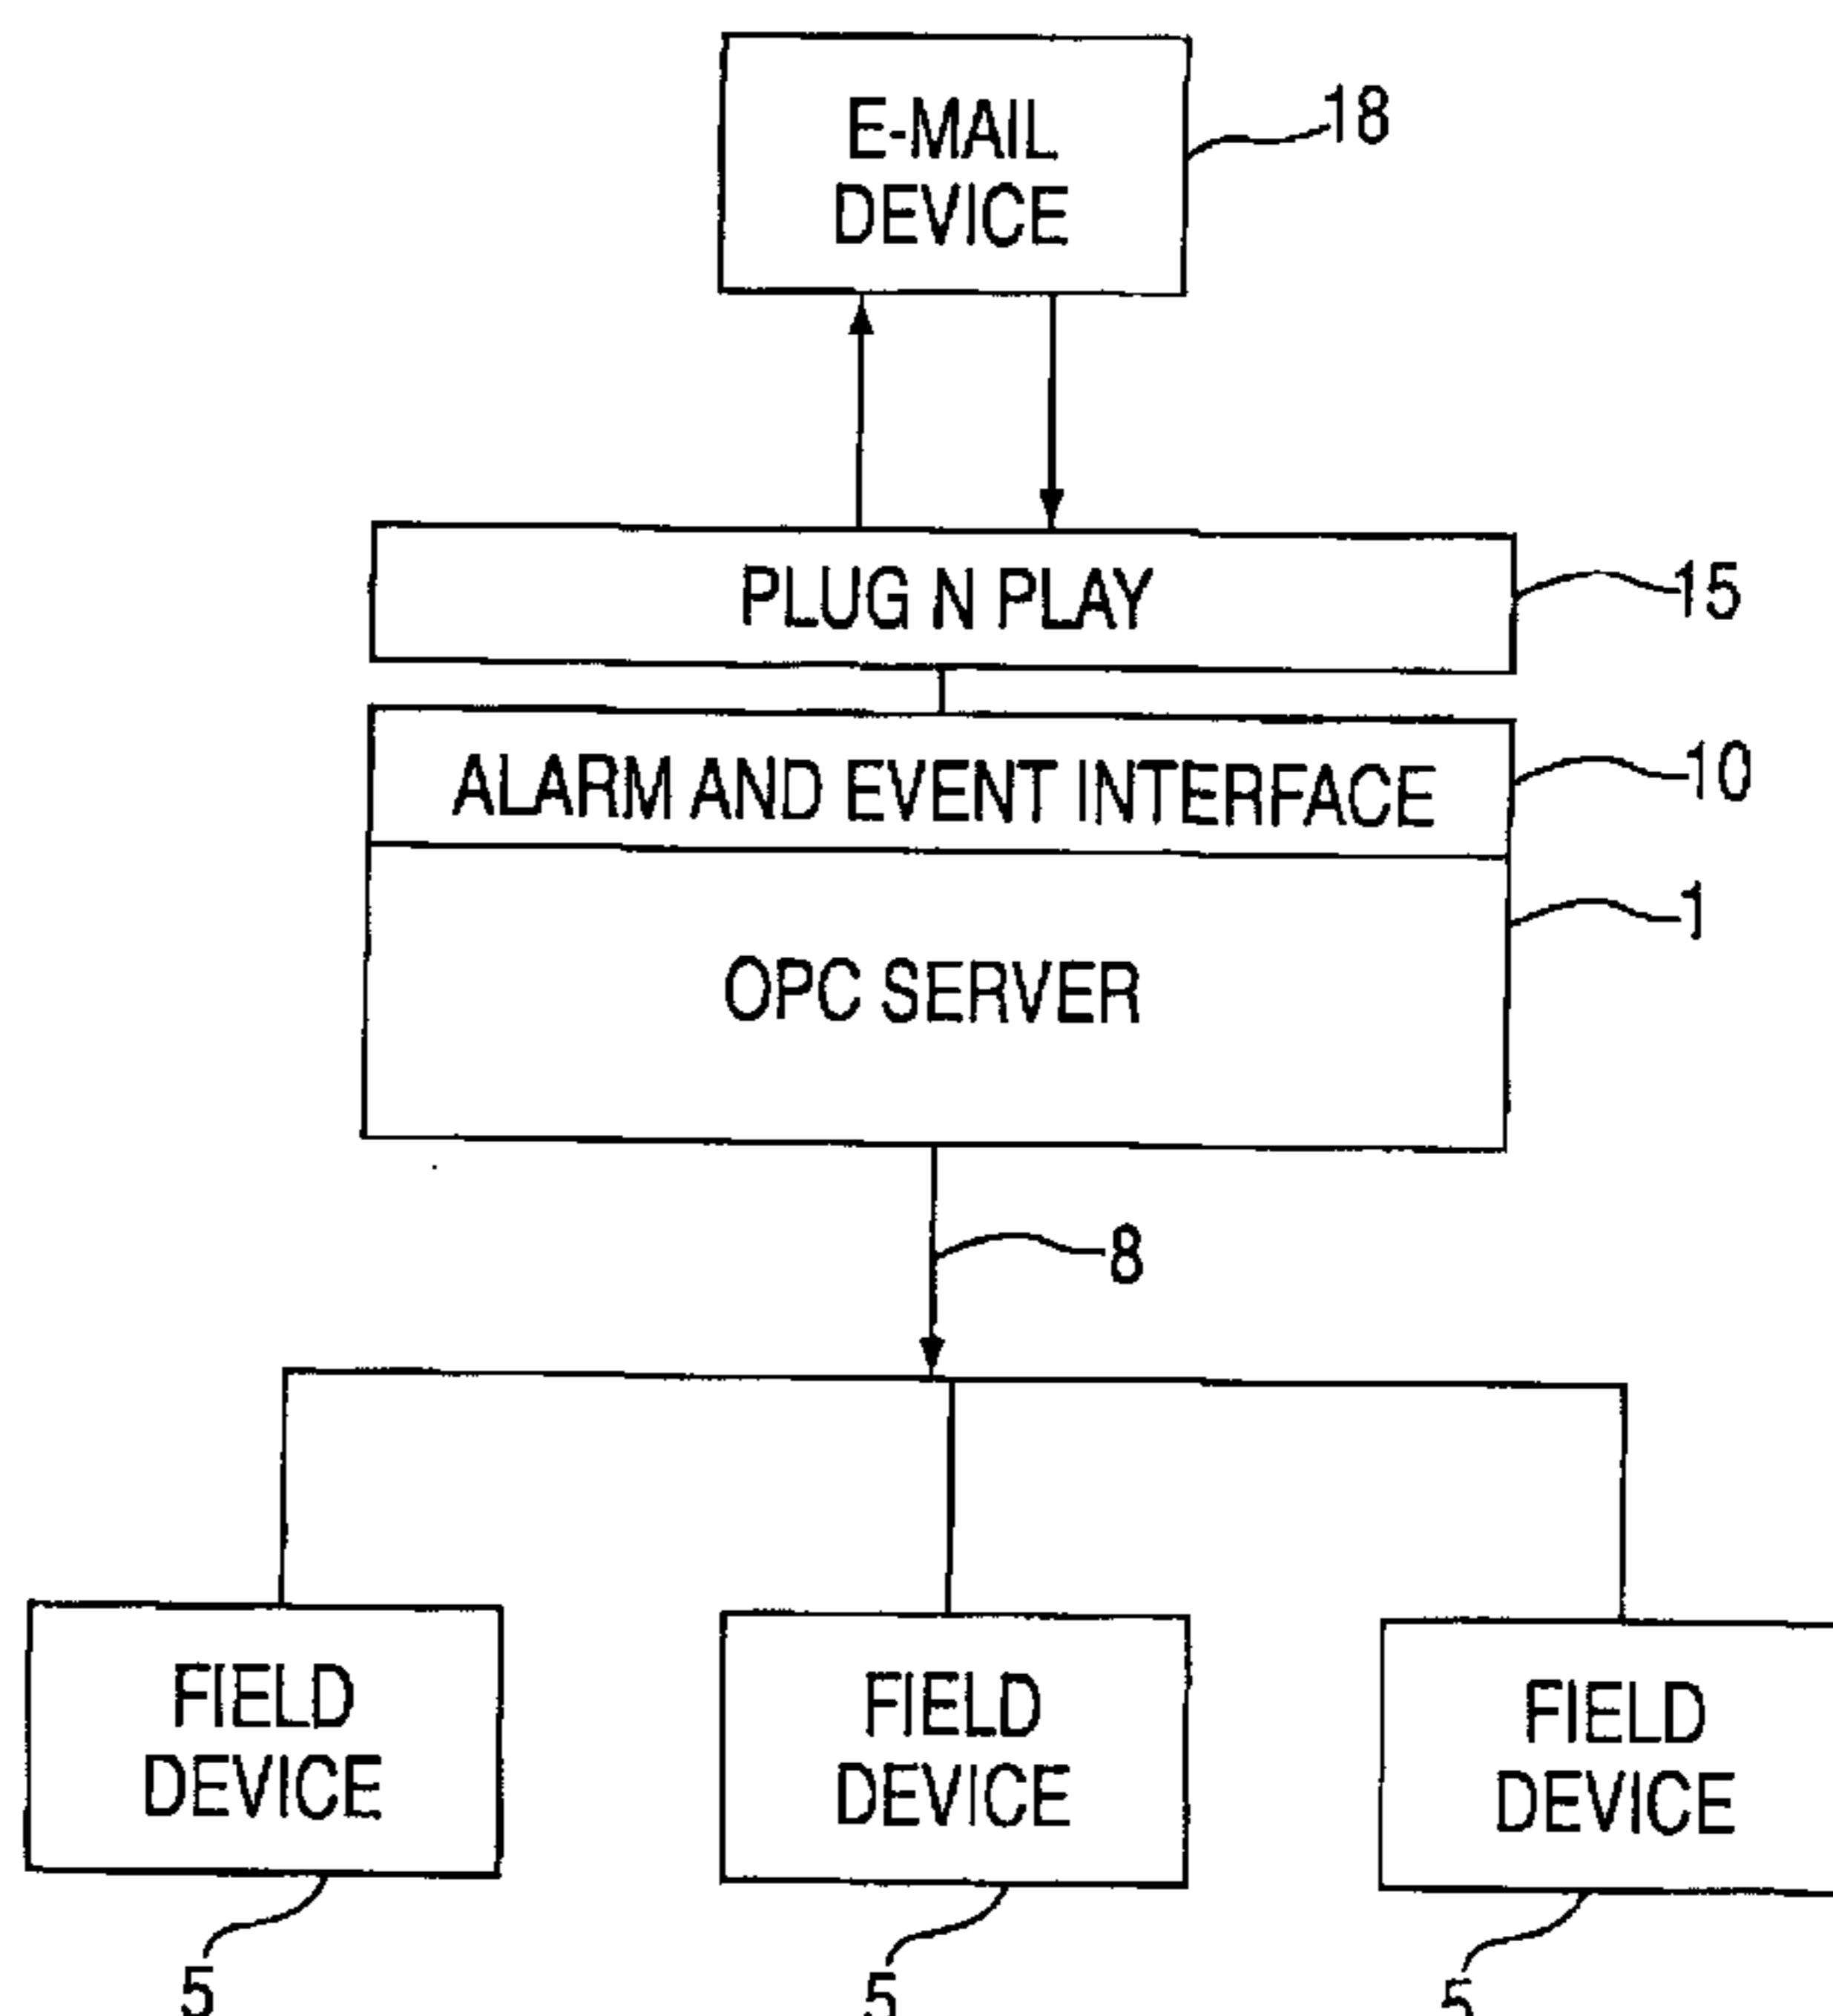 E-MAIL
DEVICE
18
PLUG N PLAY
15
ALARM AND EVENT INTERFACE
10
1
OPC SERVER
8
FIELD
DEVICE
FIELD
DEVICE
FIELD
DEVICE
5
5
5